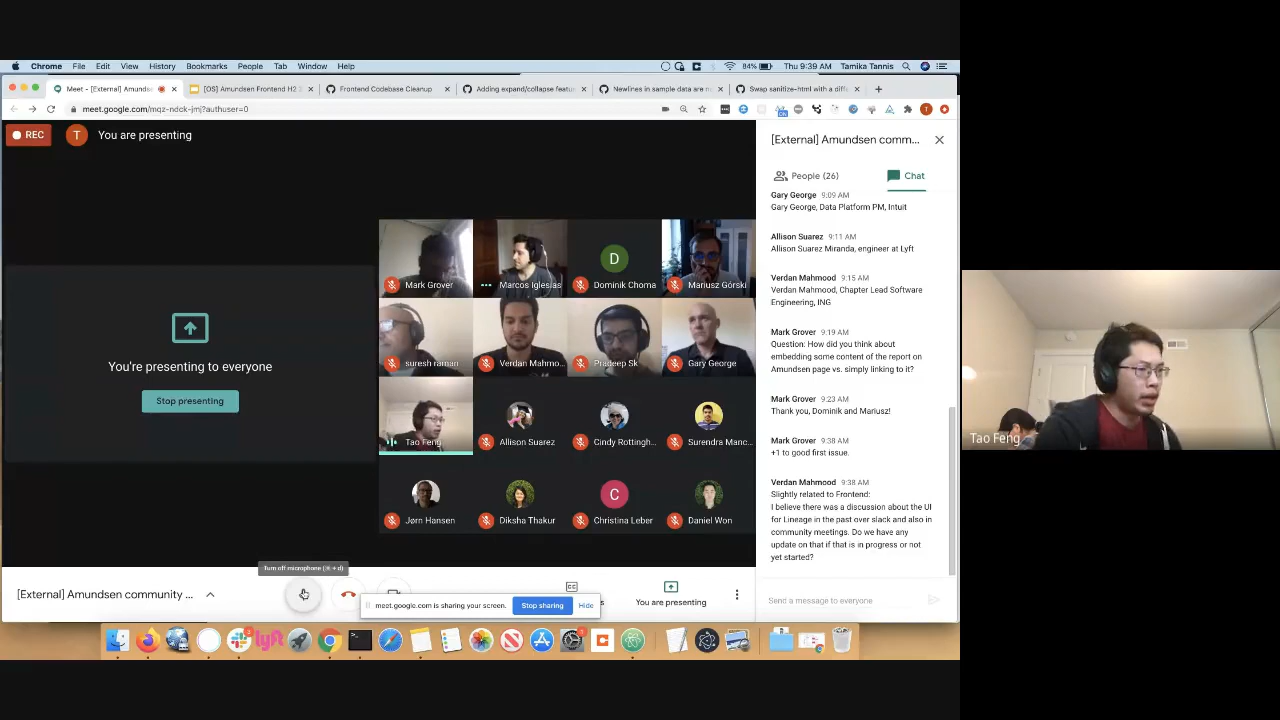 Chrome File Edit View History Bookmarks People Tab Window Help
84% Thu 9:39 AM Tamika Tannis
Meet - [External] Amunds
[OS] Amundsen Frontend H2
Frontend Codebase Cleanup
Adding expand/collapse featu
Newlines in sample data are n
Swap sanitize-html with a diff
meet.google.com/mqz-ndck-jmj?authuser=0
REC
T
You are presenting
[External] Amundsen comm...
People (26)
Chat
Gary George 9:09 AM
Gary George, Data Platform PM, Intuit
Allison Suarez 9:11 AM
Allison Suarez Miranda, engineer at Lyft
Verdan Mahmood 9:15 AM
Verdan Mahmood, Chapter Lead Software
Engineering, ING
Mark Grover 9:19 AM
Question: How did you think about
embedding some content of the report on
Amundsen page vs. simply linking to it?
Mark Grover 9:23 AM
Thank you, Dominik and Mariusz!
Mark Grover 9:38 AM
+1 to good first issue.
Verdan Mahmood 9:38 AM
Slightly related to Frontend:
I believe there was a discussion about the UI
for Lineage in the past over slack and also in
community meetings. Do we have any
update on that if that is in progress or not
yet started?
Send a message to everyone
You're presenting to everyone
Stop presenting
D
Mark Grover
Marcos Iglesias
Dominik Choma
Mariusz Górski
suresh raman
Verdan Mahmo...
Pradeep Sk
Gary George
Tao Feng
Allison Suarez
Cindy Rottingh...
Surendra Manc...
C
Jørn Hansen
Diksha Thakur
Christina Leber
Daniel Won
Turn off microphone (⌘ + d)
[External] Amundsen community ...
meet.google.com is sharing your screen.
Stop sharing
Hide
You are presenting
lyft
Tao Feng